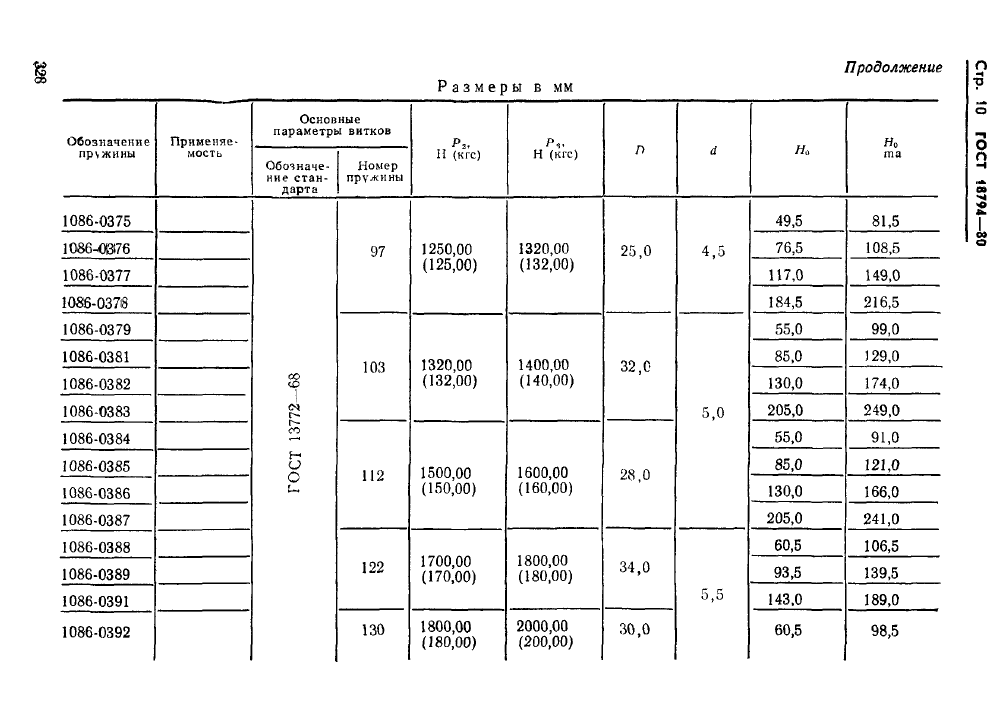 326
Продолжение
Стр. 10 ГОСТ 18794—80
Размеры в мм
Обозначение пружины
Применяемость
Основные параметры витков
Обозначение стандарта
Номер пружины
P₂, Н (кгс)
P₃, Н (кгс)
D
d
H₀
H₀ max
ГОСТ 13772—68
1086-0375 49,5 81,5
1086-0376 97 1250,00 (125,00) 1320,00 (132,00) 25,0 4,5 76,5 108,5
1086-0377 117,0 149,0
1086-0378 184,5 216,5
1086-0379 55,0 99,0
1086-0381 103 1320,00 (132,00) 1400,00 (140,00) 32,0 85,0 129,0
1086-0382 130,0 174,0
1086-0383 5,0 205,0 249,0
1086-0384 55,0 91,0
1086-0385 112 1500,00 (150,00) 1600,00 (160,00) 28,0 85,0 121,0
1086-0386 130,0 166,0
1086-0387 205,0 241,0
1086-0388 60,5 106,5
1086-0389 122 1700,00 (170,00) 1800,00 (180,00) 34,0 93,5 139,5
1086-0391 5,5 143,0 189,0
1086-0392 130 1800,00 (180,00) 2000,00 (200,00) 30,0 60,5 98,5